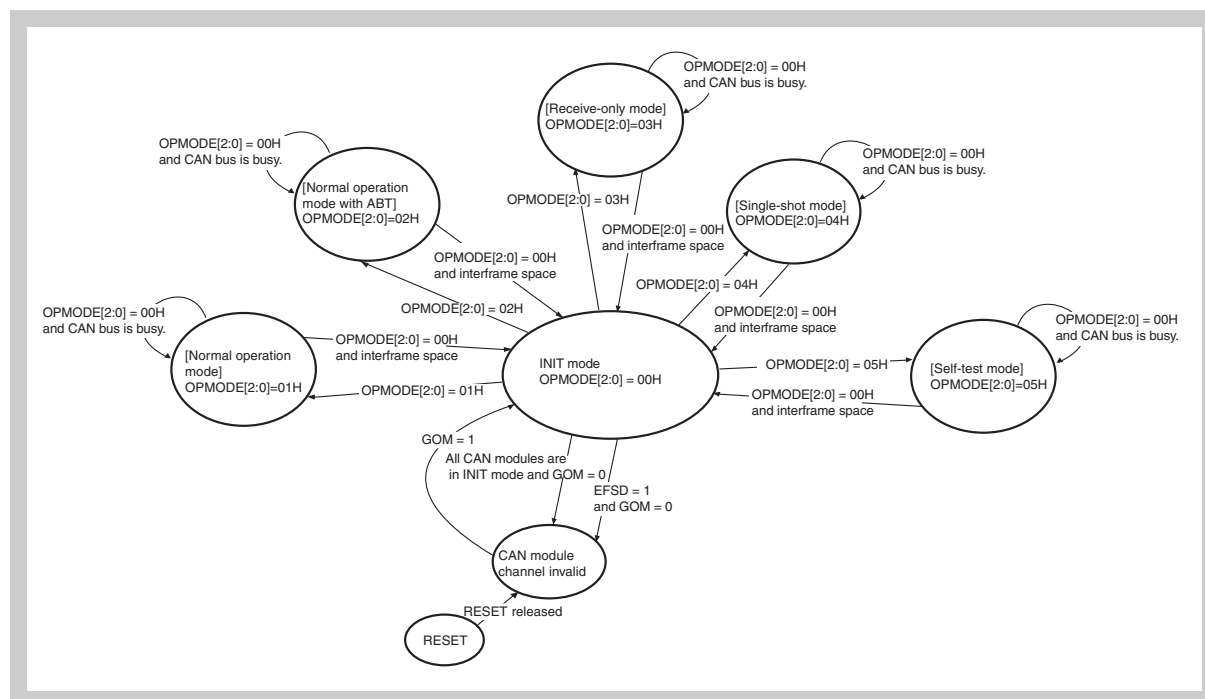 OPMODE[2:0] = 00H
and CAN bus is busy.
[Receive-only mode]
OPMODE[2:0]=03H
OPMODE[2:0] = 00H
and CAN bus is busy.
[Normal operation
mode with ABT]
OPMODE[2:0]=02H
OPMODE[2:0] = 00H
and CAN bus is busy.
[Single-shot mode]
OPMODE[2:0]=04H
OPMODE[2:0] = 03H
OPMODE[2:0] = 00H
and interframe space
OPMODE[2:0] = 00H
and interframe space
OPMODE[2:0] = 04H
OPMODE[2:0] = 02H
OPMODE[2:0] = 00H
and interframe space
OPMODE[2:0] = 00H
and CAN bus is busy.
[Normal operation
mode]
OPMODE[2:0]=01H
OPMODE[2:0] = 00H
and interframe space
OPMODE[2:0] = 01H
INIT mode
OPMODE[2:0] = 00H
OPMODE[2:0] = 05H
OPMODE[2:0] = 00H
and interframe space
OPMODE[2:0] = 00H
and CAN bus is busy.
[Self-test mode]
OPMODE[2:0]=05H
GOM = 1
All CAN modules are
in INIT mode and GOM = 0
EFSD = 1
and GOM = 0
CAN module
channel invalid
RESET released
RESET